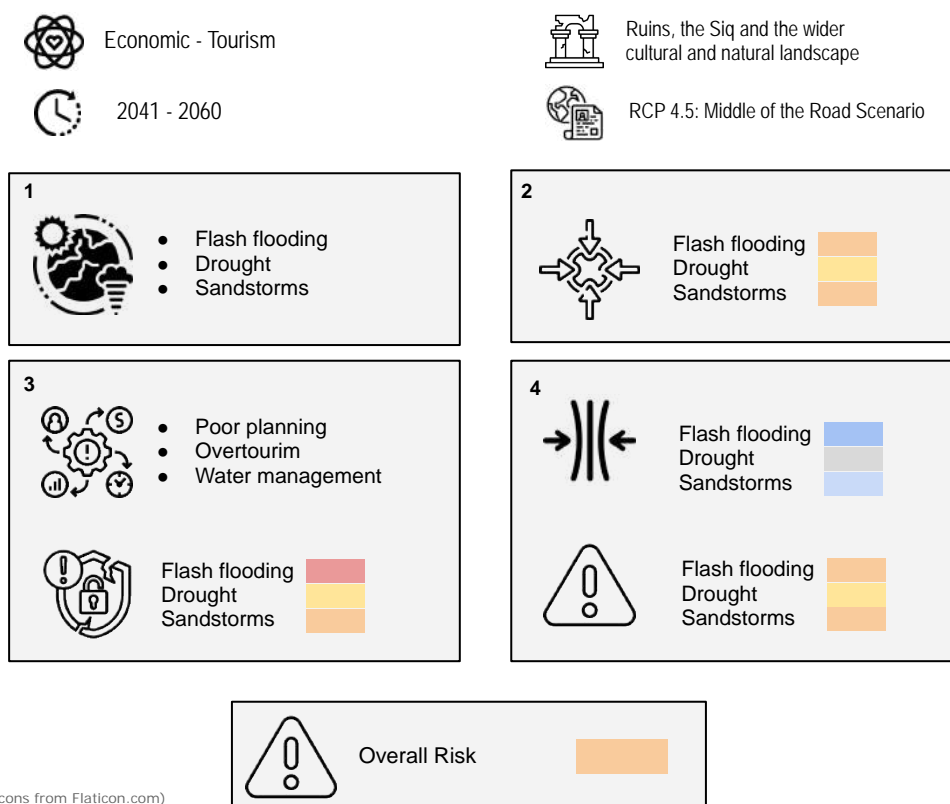 Economic - Tourism
Ruins, the Siq and the wider
cultural and natural landscape
2041 - 2060
RCP 4.5: Middle of the Road Scenario
1
● Flash flooding
● Drought
● Sandstorms
2
Flash flooding
Drought
Sandstorms
3
● Poor planning
● Overtourim
● Water management
Flash flooding
Drought
Sandstorms
4
Flash flooding
Drought
Sandstorms
Flash flooding
Drought
Sandstorms
Overall Risk
from Flaticon.com)